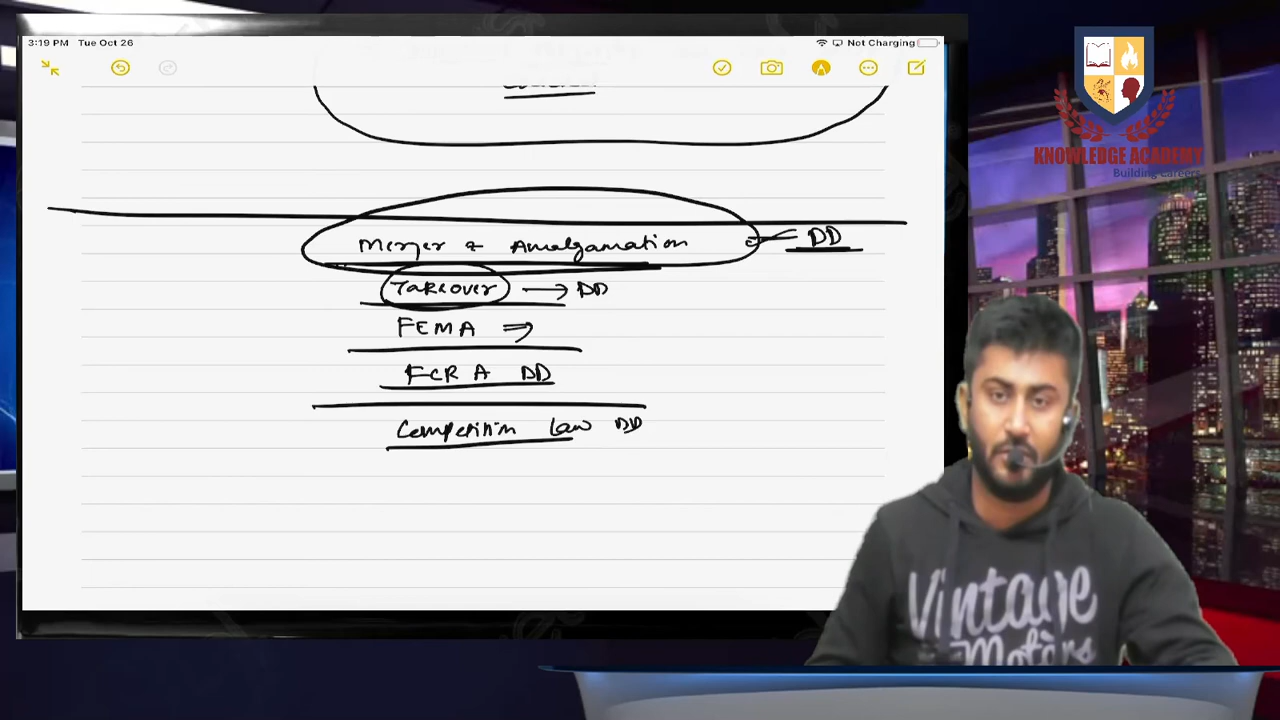 3:19 PM Tue Oct 26
Not Charging
Merger & Amalgamation
DD
Takeover → DD
FEMA ⇒
FCRA DD
Competition Law DD
KNOWLEDGE ACADEMY
Building Careers
Vintage
Motors